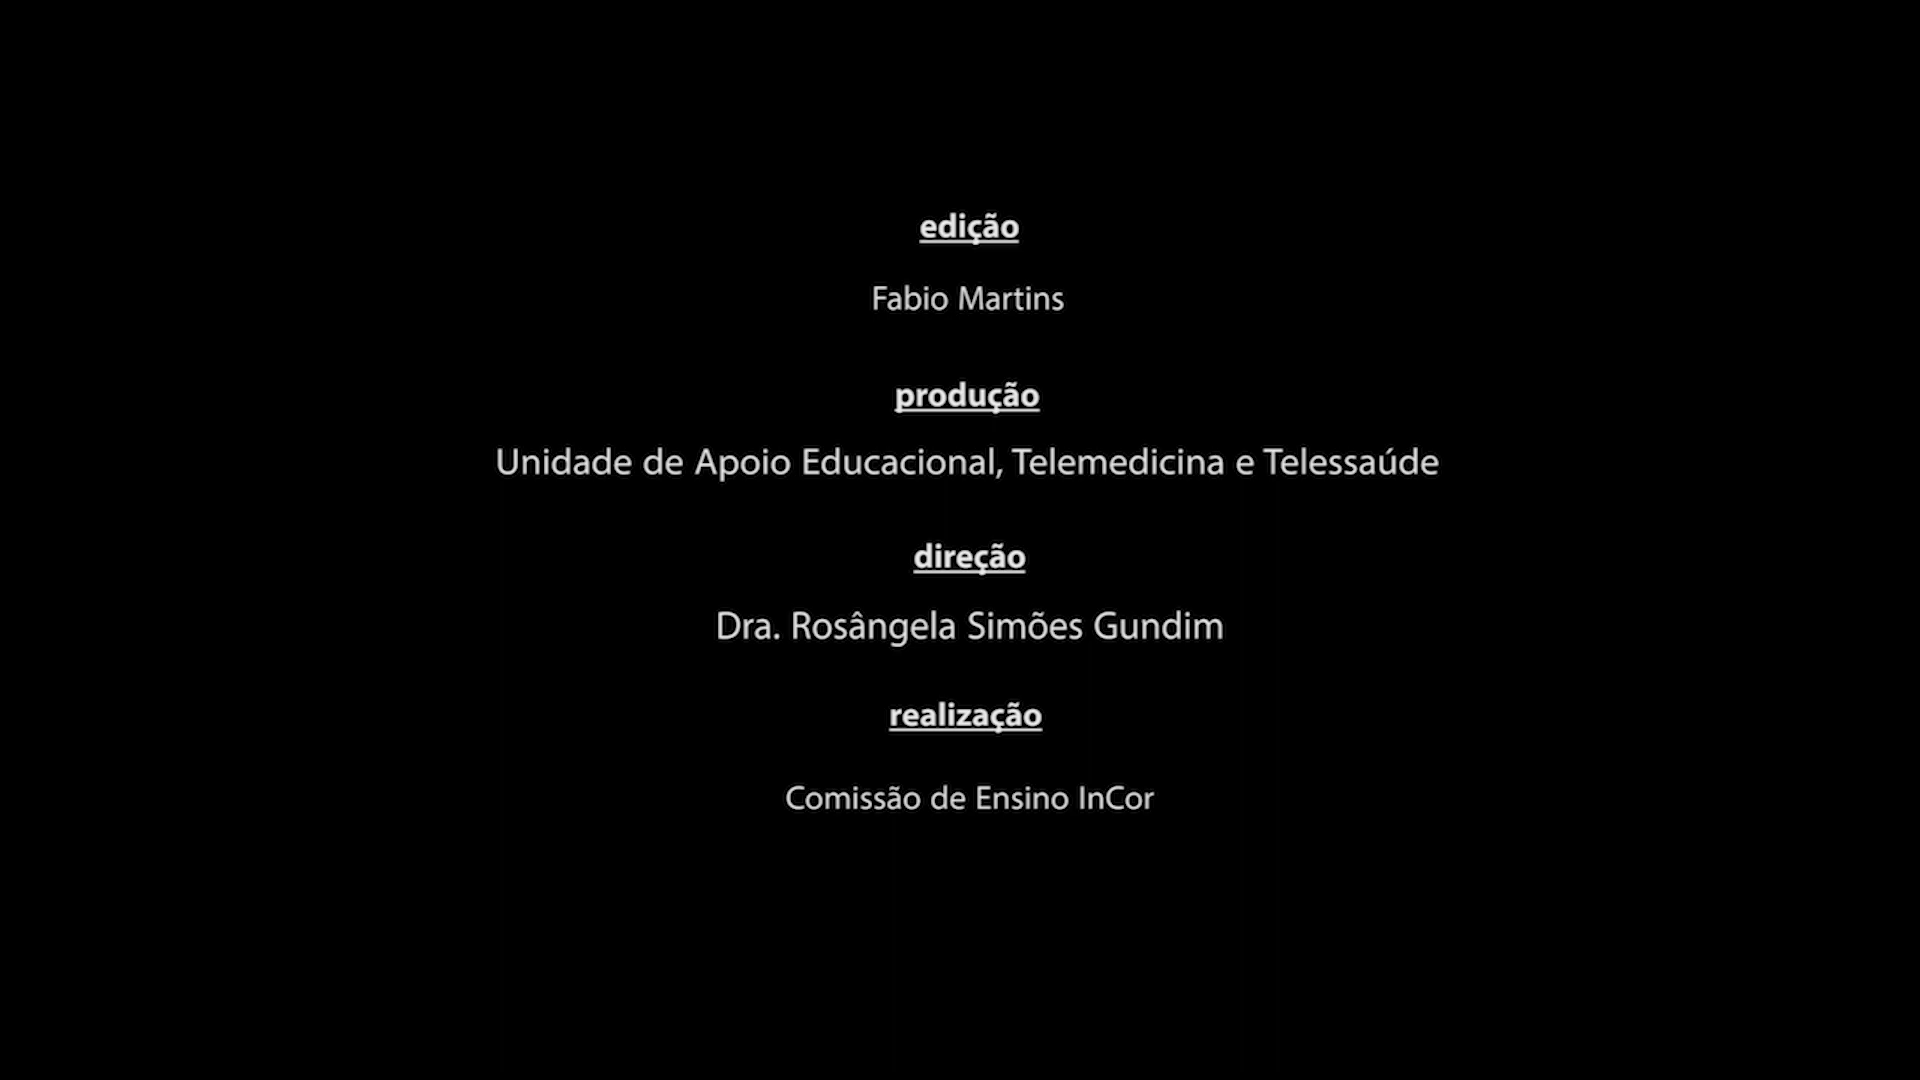 edição
Fabio Martins
produção
Unidade de Apoio Educacional, Telemedicina e Telessaúde
direção
Dra. Rosângela Simões Gundim
realização
Comissão de Ensino InCor